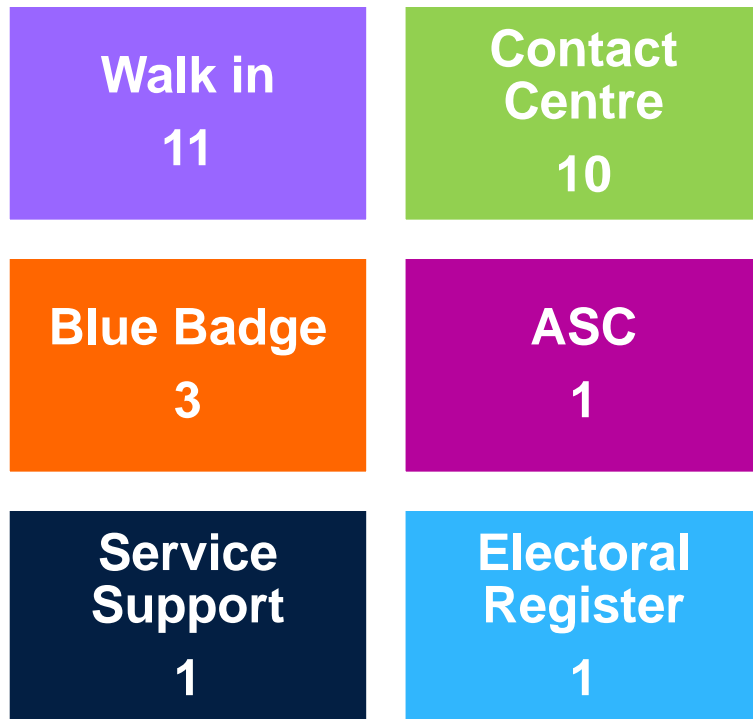 Walk in
11
Contact
Centre
10
Blue Badge
3
ASC
1
Service
Support
1
Electoral
Register
1